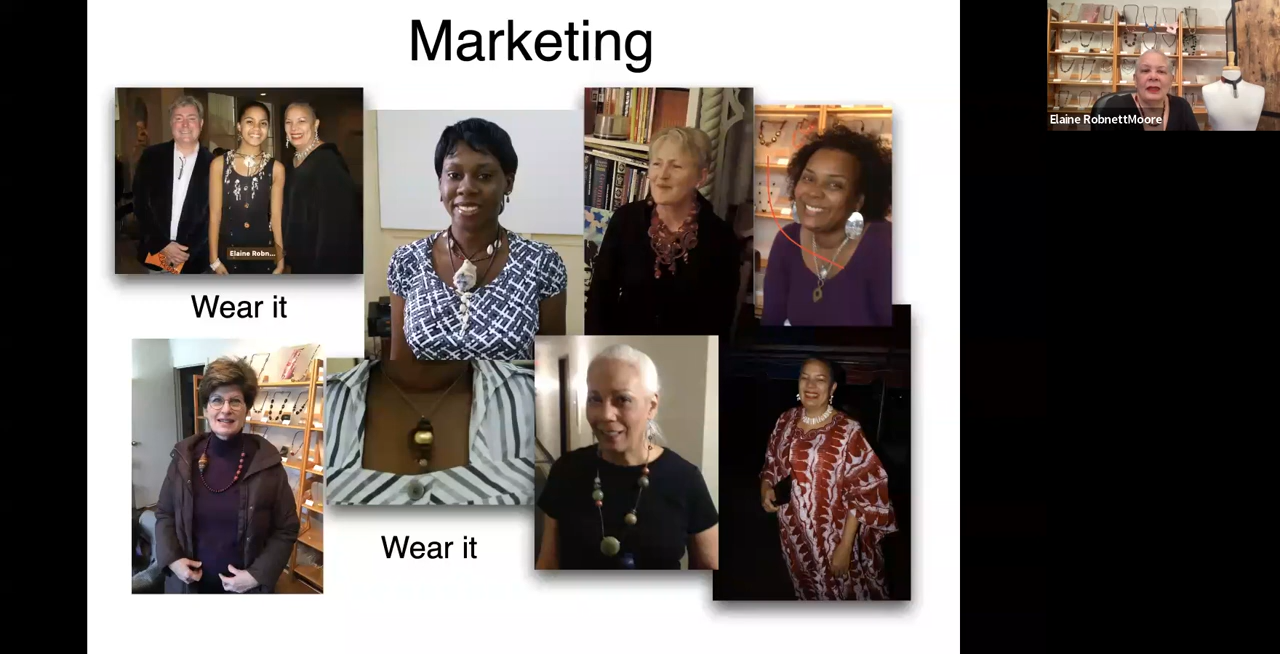 Marketing
Elaine RobnettMoore
Elaine Robn...
Wear it
Wear it